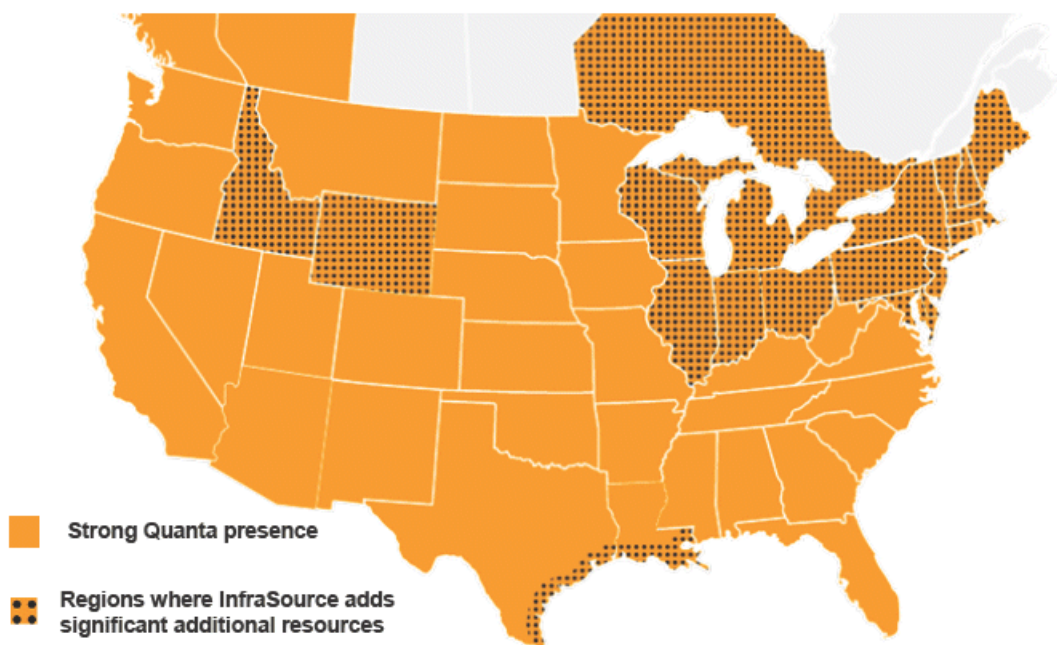 Strong Quanta presence
Regions where InfraSource adds
significant additional resources